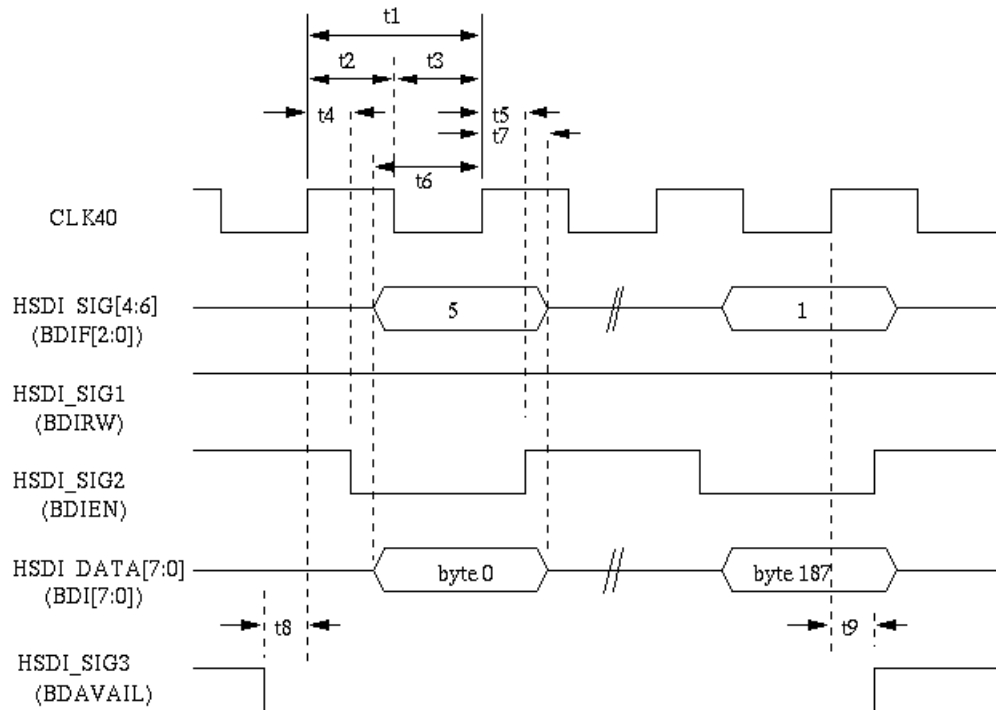 t1
t2 t3
t4 t5
t7
t6
CLK40
HSDI SIG[4:6]
(BDIF[2:0])
5 1
HSDI_SIG1
(BDIRW)
HSDI_SIG2
(BDIEN)
HSDI DATA[7:0]
(BDI[7:0])
byte 0 byte 187
t8 t9
HSDI_SIG3
(BDAVAIL)